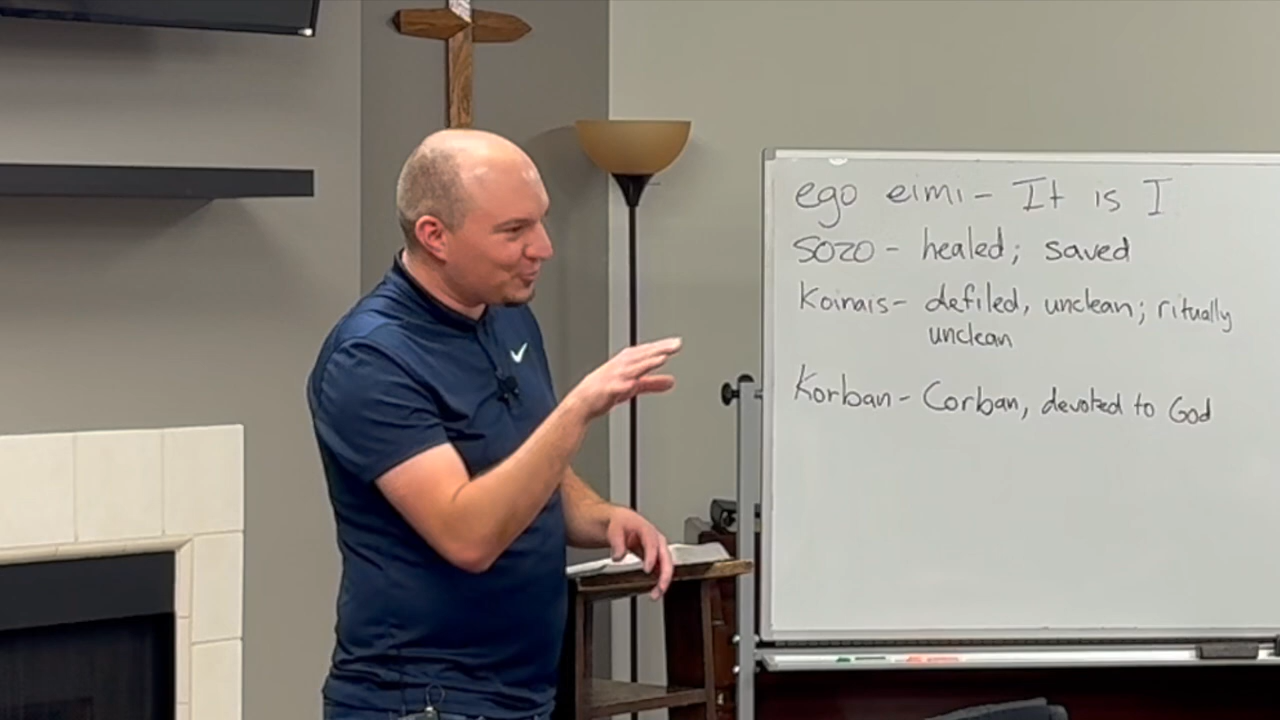 ego eimi - It is I
sozo - healed; saved
Koinais - defiled, unclean; ritually
unclean
Korban - Corban, devoted to God